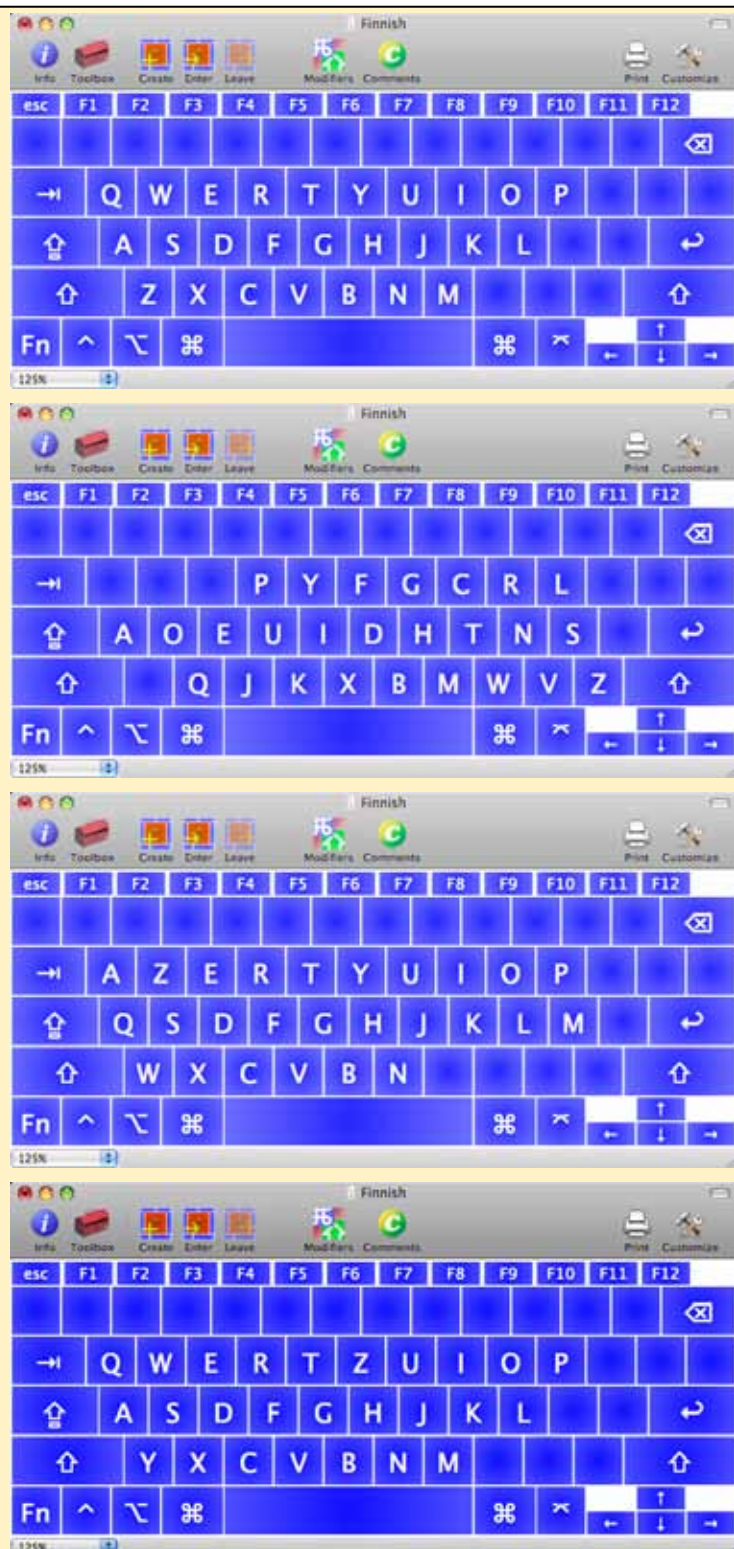 Finnish
Info Toolbox Create Enter Leave Modifiers Comments Print Customize
esc F1 F2 F3 F4 F5 F6 F7 F8 F9 F10 F11 F12
Q W E R T Y U I O P
A S D F G H J K L
Z X C V B N M
Fn ^ ⌥ ⌘ ⌘ ⌤ ↑
← ↓ →
125%
Finnish
Info Toolbox Create Enter Leave Modifiers Comments Print Customize
esc F1 F2 F3 F4 F5 F6 F7 F8 F9 F10 F11 F12
P Y F G C R L
A O E U I D H T N S
Q J K X B M W V Z
Fn ^ ⌥ ⌘ ⌘ ⌤ ↑
← ↓ →
125%
Finnish
Info Toolbox Create Enter Leave Modifiers Comments Print Customize
esc F1 F2 F3 F4 F5 F6 F7 F8 F9 F10 F11 F12
A Z E R T Y U I O P
Q S D F G H J K L M
W X C V B N
Fn ^ ⌥ ⌘ ⌘ ⌤ ↑
← ↓ →
125%
Finnish
Info Toolbox Create Enter Leave Modifiers Comments Print Customize
esc F1 F2 F3 F4 F5 F6 F7 F8 F9 F10 F11 F12
Q W E R T Z U I O P
A S D F G H J K L
Y X C V B N M
Fn ^ ⌥ ⌘ ⌘ ⌤ ↑
← ↓ →
125%